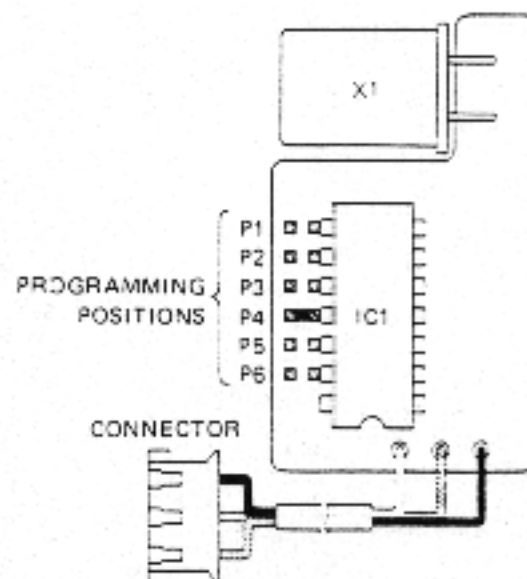 X1
P1
P2
P3
PROGRAMMING
POSITIONS
P4
IC1
P5
P6
CONNECTOR